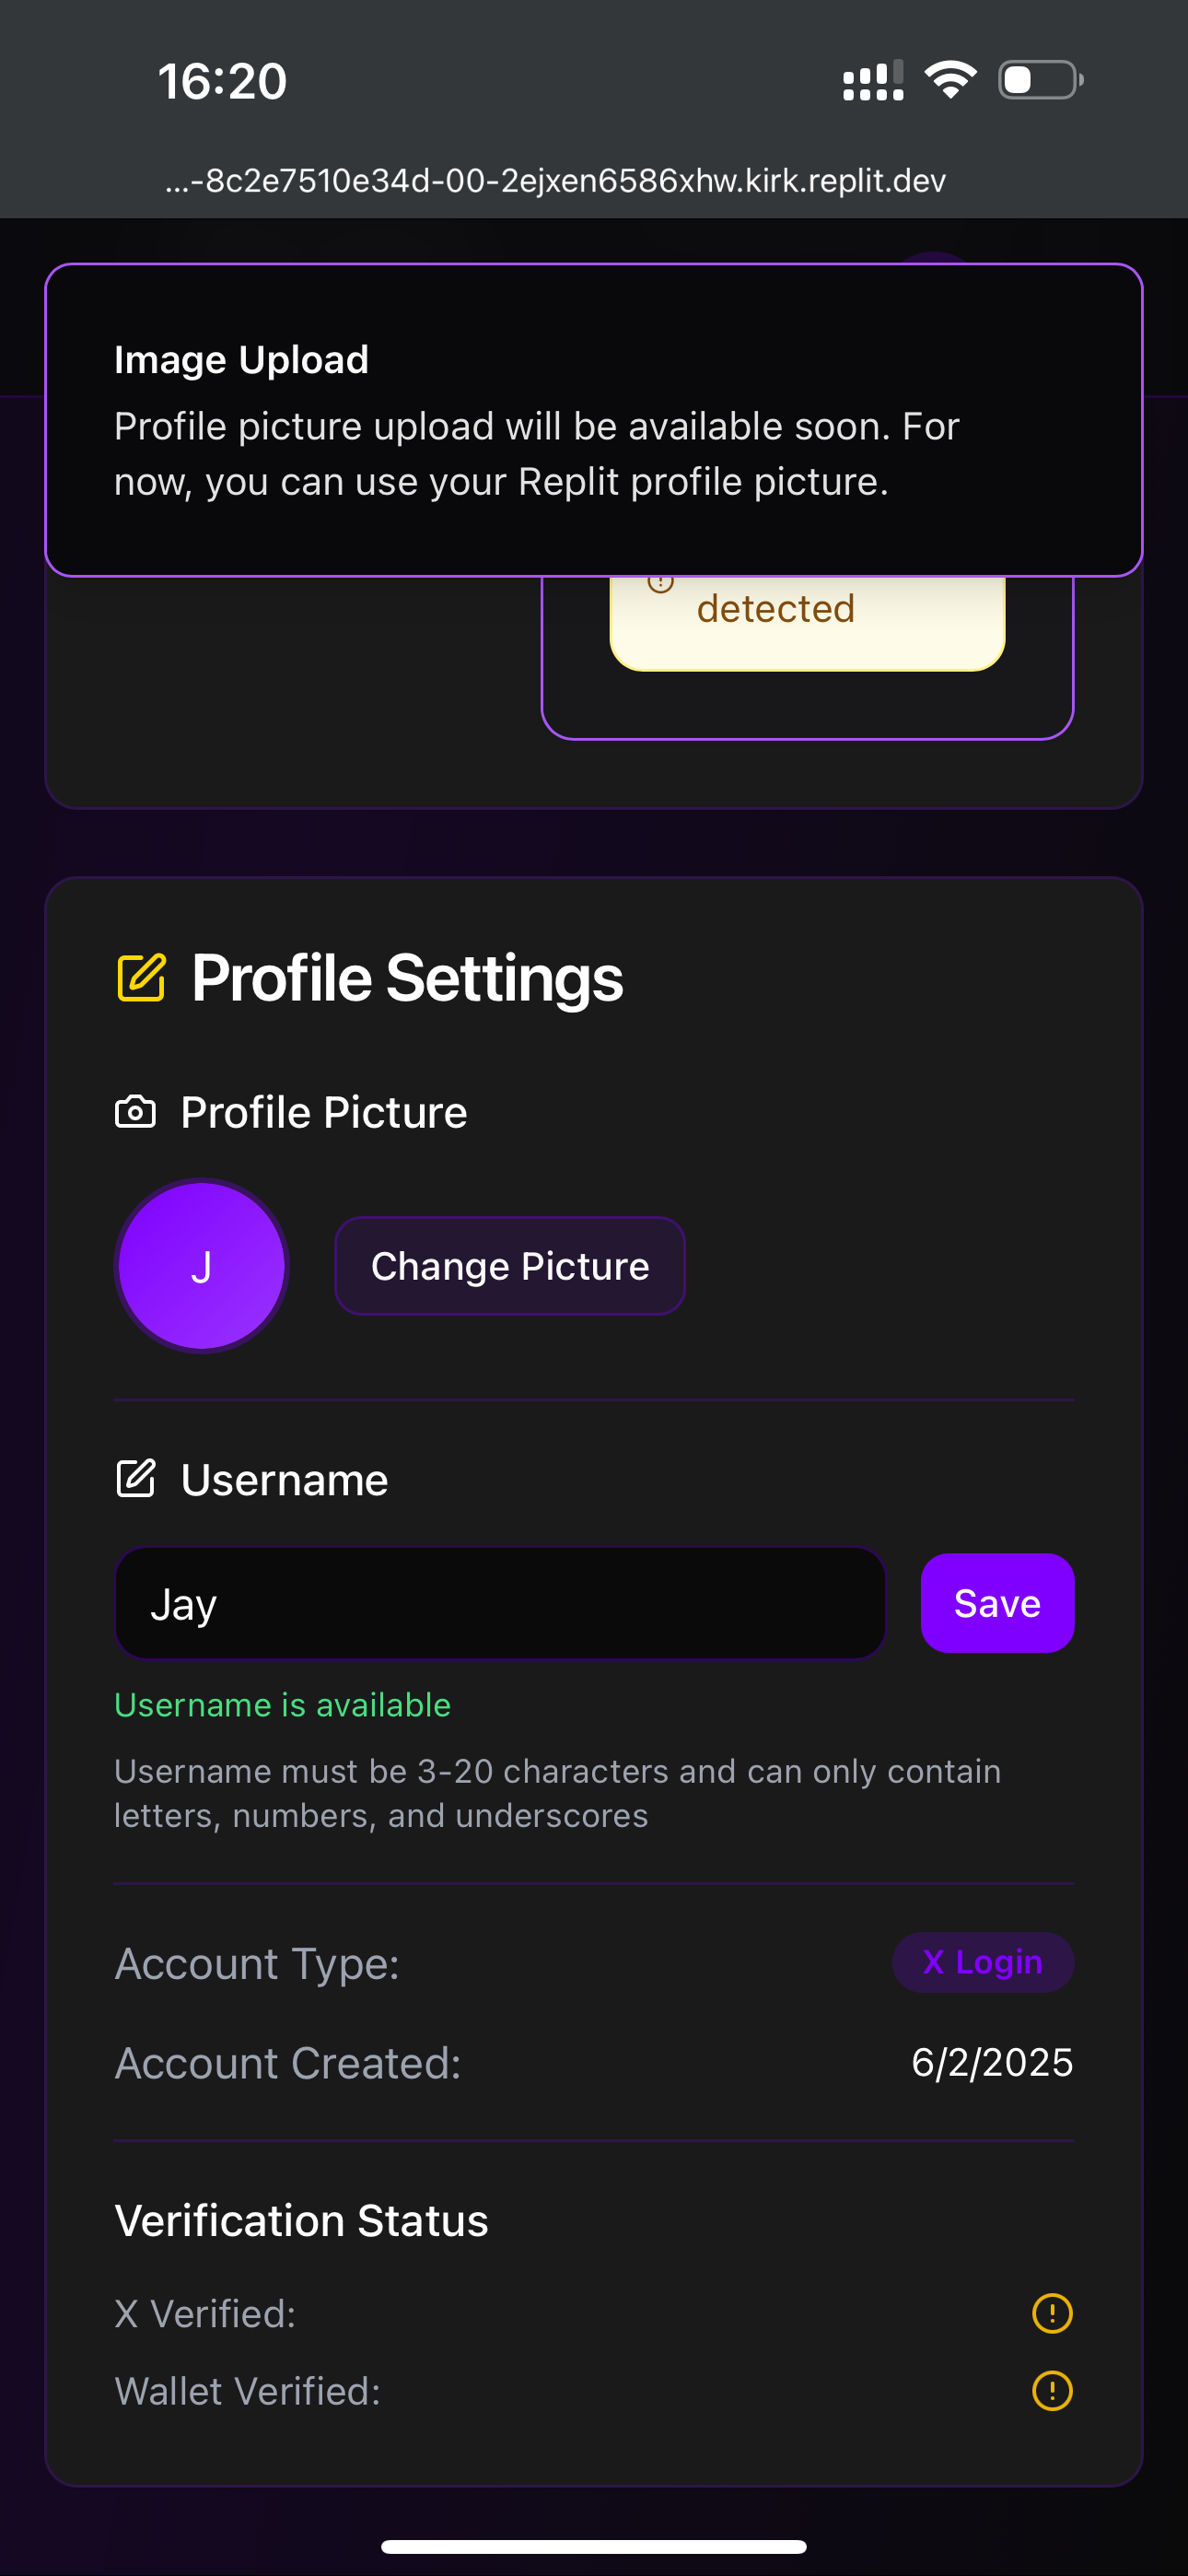 16:20
...-8c2e7510e34d-00-2ejxen6586xhw.kirk.replit.dev
Image Upload
Profile picture upload will be available soon. For
now, you can use your Replit profile picture.
detected
Profile Settings
Profile Picture
J
Change Picture
Username
Jay
Save
Username is available
Username must be 3-20 characters and can only contain
letters, numbers, and underscores
Account Type:
X Login
Account Created:
6/2/2025
Verification Status
X Verified:
Wallet Verified: